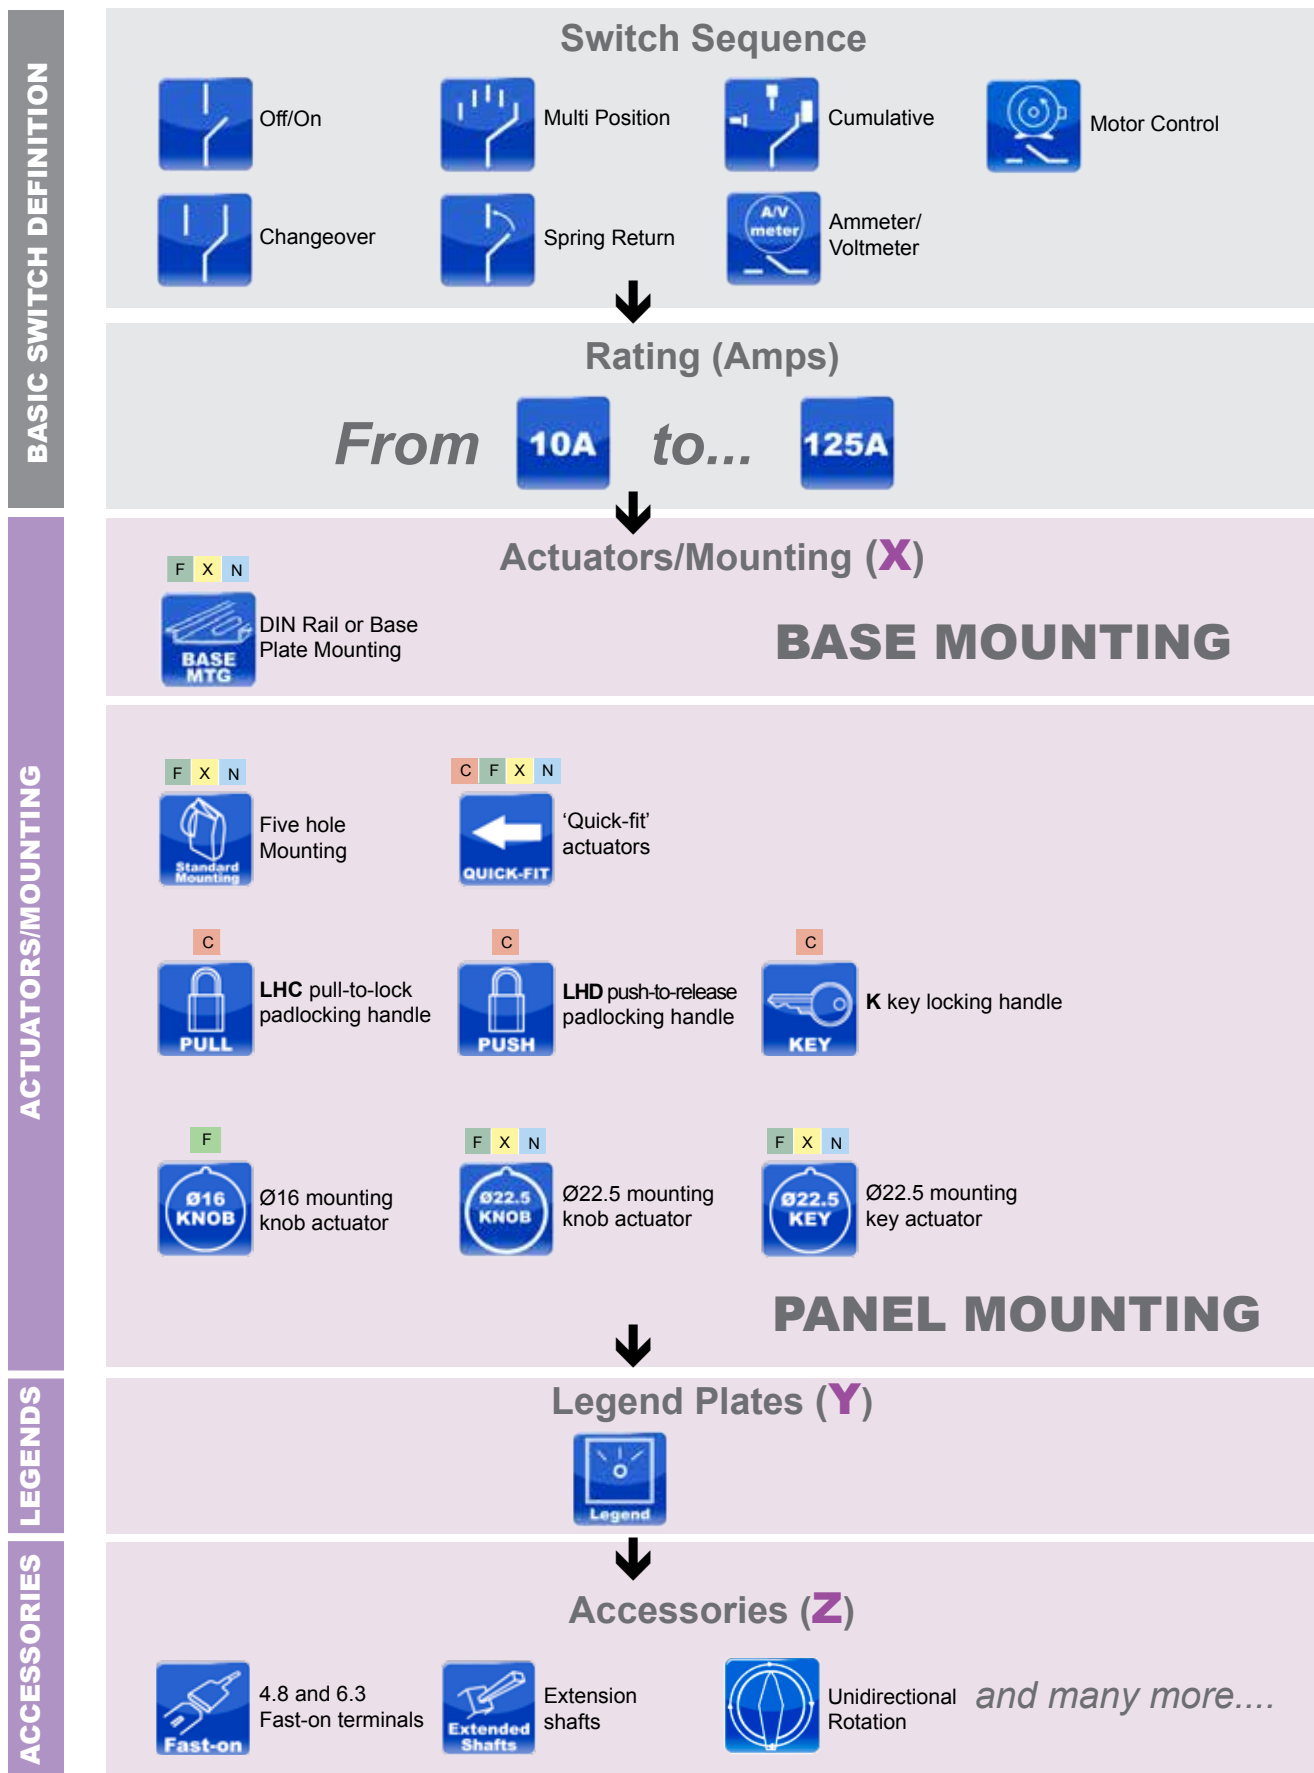 BASIC SWITCH DEFINITION
Switch Sequence
Off/On
Multi Position
Cumulative
Motor Control
Changeover
Spring Return
A/V
meter
Ammeter/
Voltmeter
Rating (Amps)
From 10A to... 125A
ACTUATORS/MOUNTING
Actuators/Mounting (X)
F X N
BASE
MTG
DIN Rail or Base
Plate Mounting
BASE MOUNTING
F X N
Standard
Mounting
Five hole
Mounting
C F X N
QUICK-FIT
‘Quick-fit’
actuators
C
PULL
LHC pull-to-lock
padlocking handle
C
PUSH
LHD push-to-release
padlocking handle
C
KEY
K key locking handle
F
Ø16
KNOB
Ø16 mounting
knob actuator
F X N
Ø22.5
KNOB
Ø22.5 mounting
knob actuator
F X N
Ø22.5
KEY
Ø22.5 mounting
key actuator
PANEL MOUNTING
LEGENDS
Legend Plates (Y)
Legend
ACCESSORIES
Accessories (Z)
Fast-on
4.8 and 6.3
Fast-on terminals
Extended
Shafts
Extension
shafts
Unidirectional
Rotation
and many more....